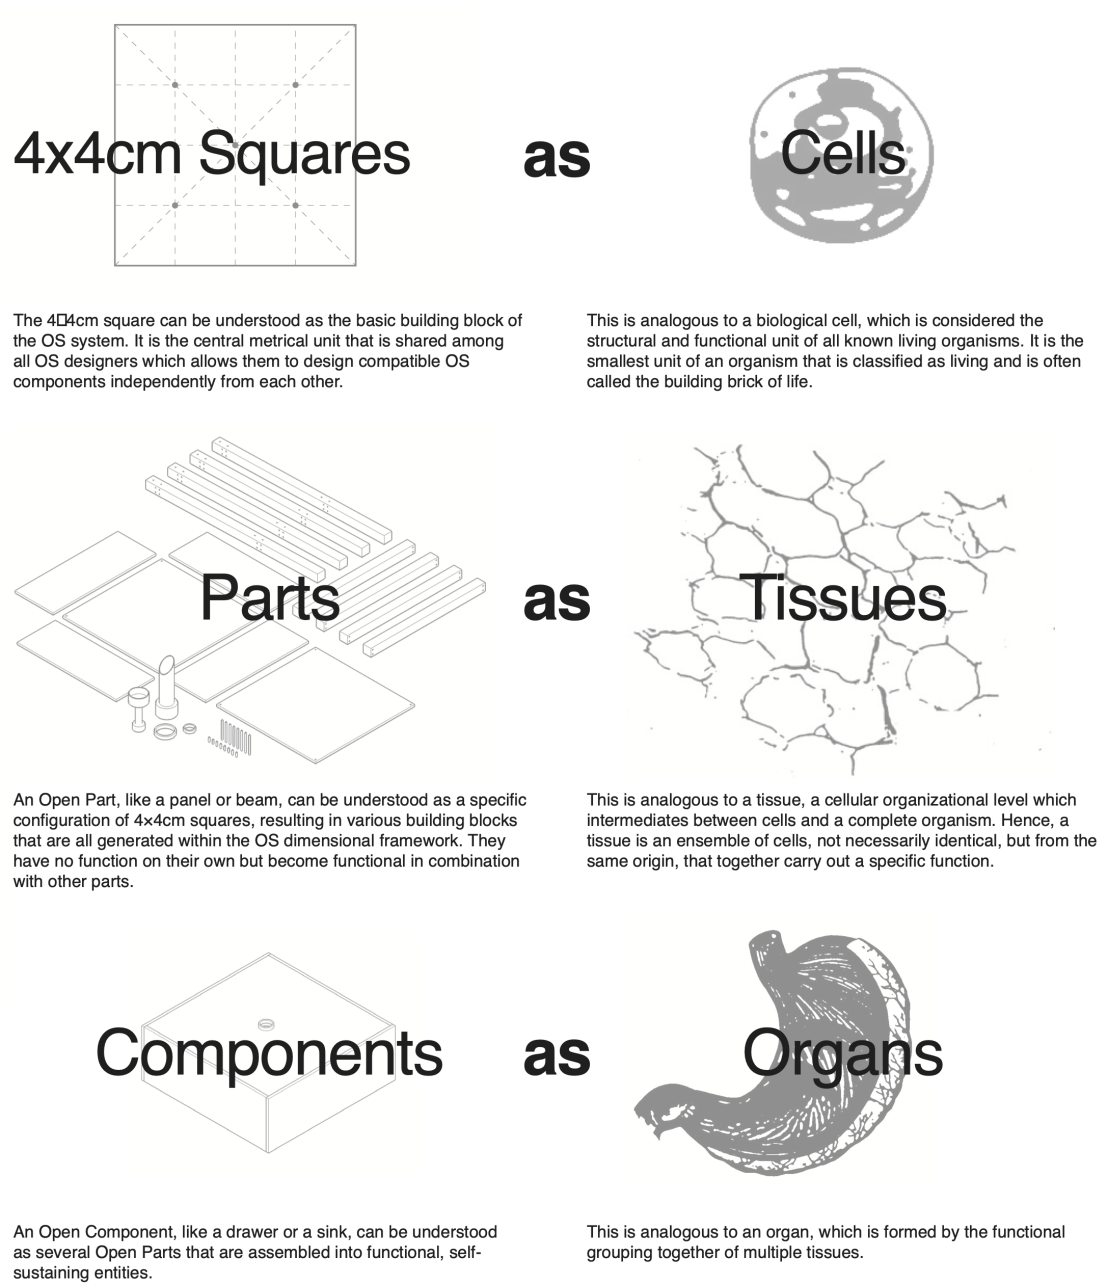 4x4cm Squares as Cells
The 4□4cm square can be understood as the basic building block of
the OS system. It is the central metrical unit that is shared among
all OS designers which allows them to design compatible OS
components independently from each other.
This is analogous to a biological cell, which is considered the
structural and functional unit of all known living organisms. It is the
smallest unit of an organism that is classified as living and is often
called the building brick of life.
Parts as Tissues
An Open Part, like a panel or beam, can be understood as a specific
configuration of 4×4cm squares, resulting in various building blocks
that are all generated within the OS dimensional framework. They
have no function on their own but become functional in combination
with other parts.
This is analogous to a tissue, a cellular organizational level which
intermediates between cells and a complete organism. Hence, a
tissue is an ensemble of cells, not necessarily identical, but from the
same origin, that together carry out a specific function.
Components as Organs
An Open Component, like a drawer or a sink, can be understood
as several Open Parts that are assembled into functional, self-
sustaining entities.
This is analogous to an organ, which is formed by the functional
grouping together of multiple tissues.